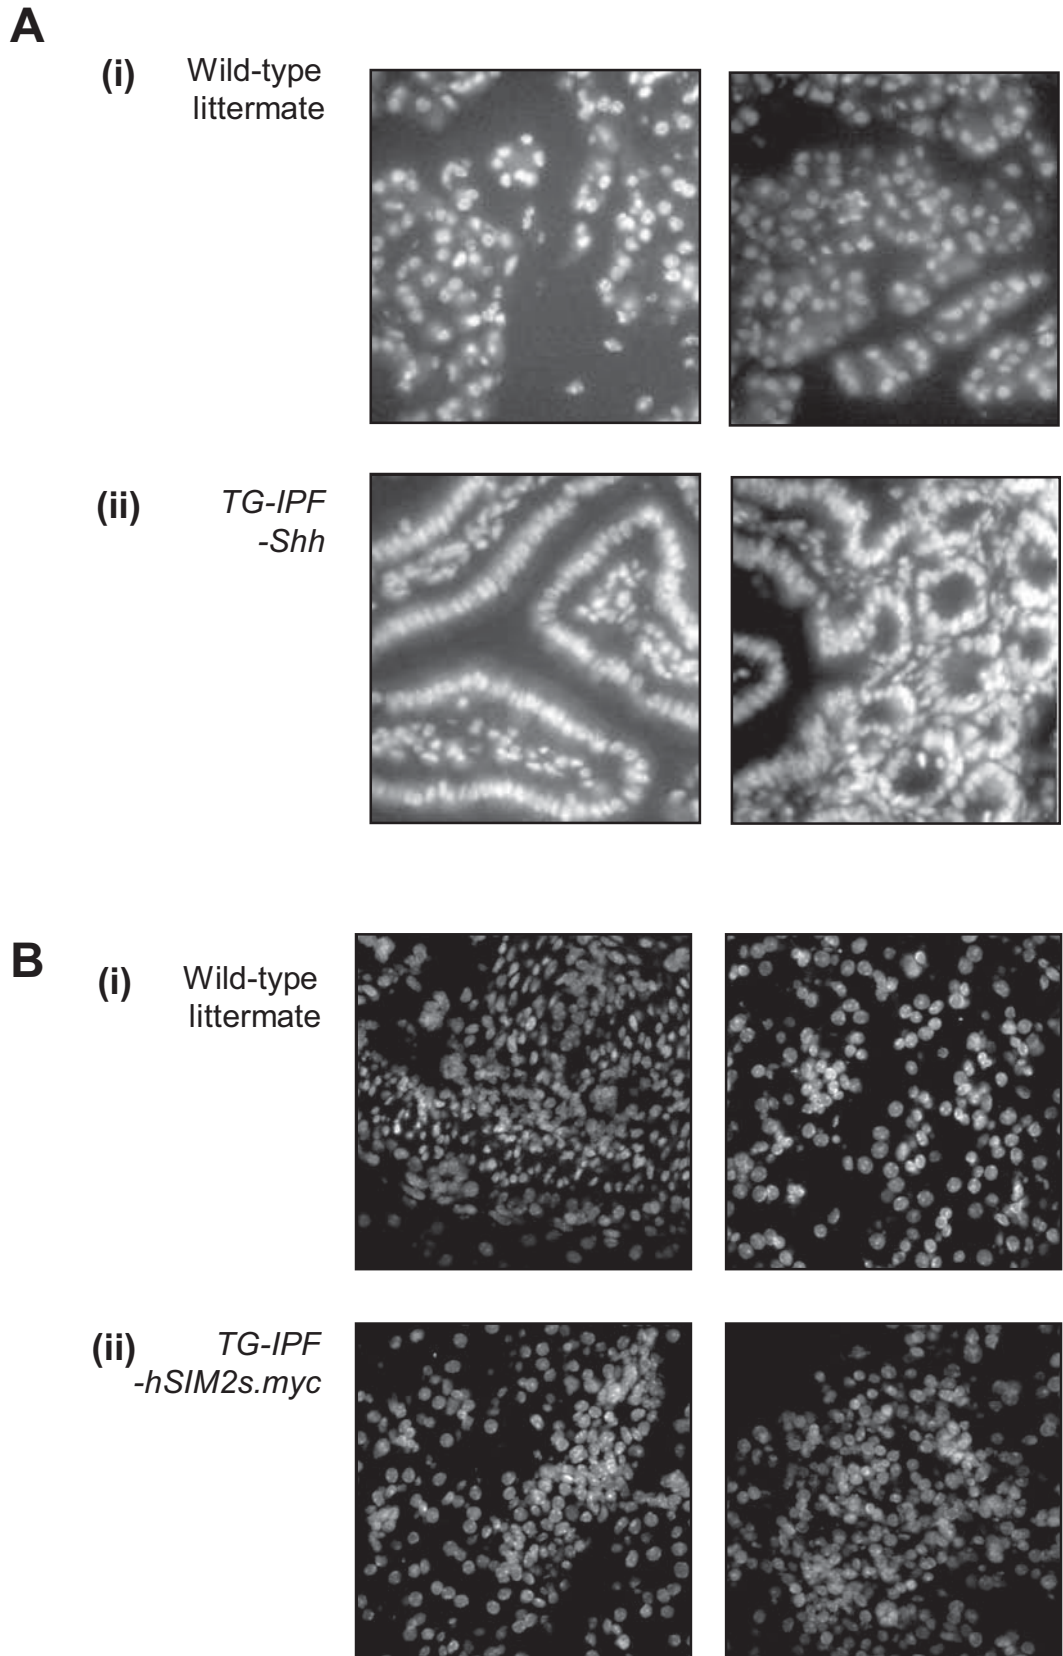 A
(i)
Wild-type
littermate
(ii)
TG-IPF
-Shh
B
(i)
Wild-type
littermate
(ii)
TG-IPF
-hSIM2s.myc